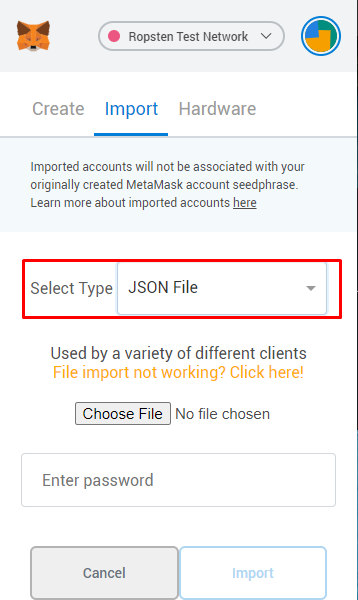 Ropsten Test Network
Create Import Hardware
Imported accounts will not be associated with your
originally created MetaMask account seedphrase.
Learn more about imported accounts here
Select Type JSON File
Used by a variety of different clients
File import not working? Click here!
Choose File No file chosen
Enter password
Cancel Import